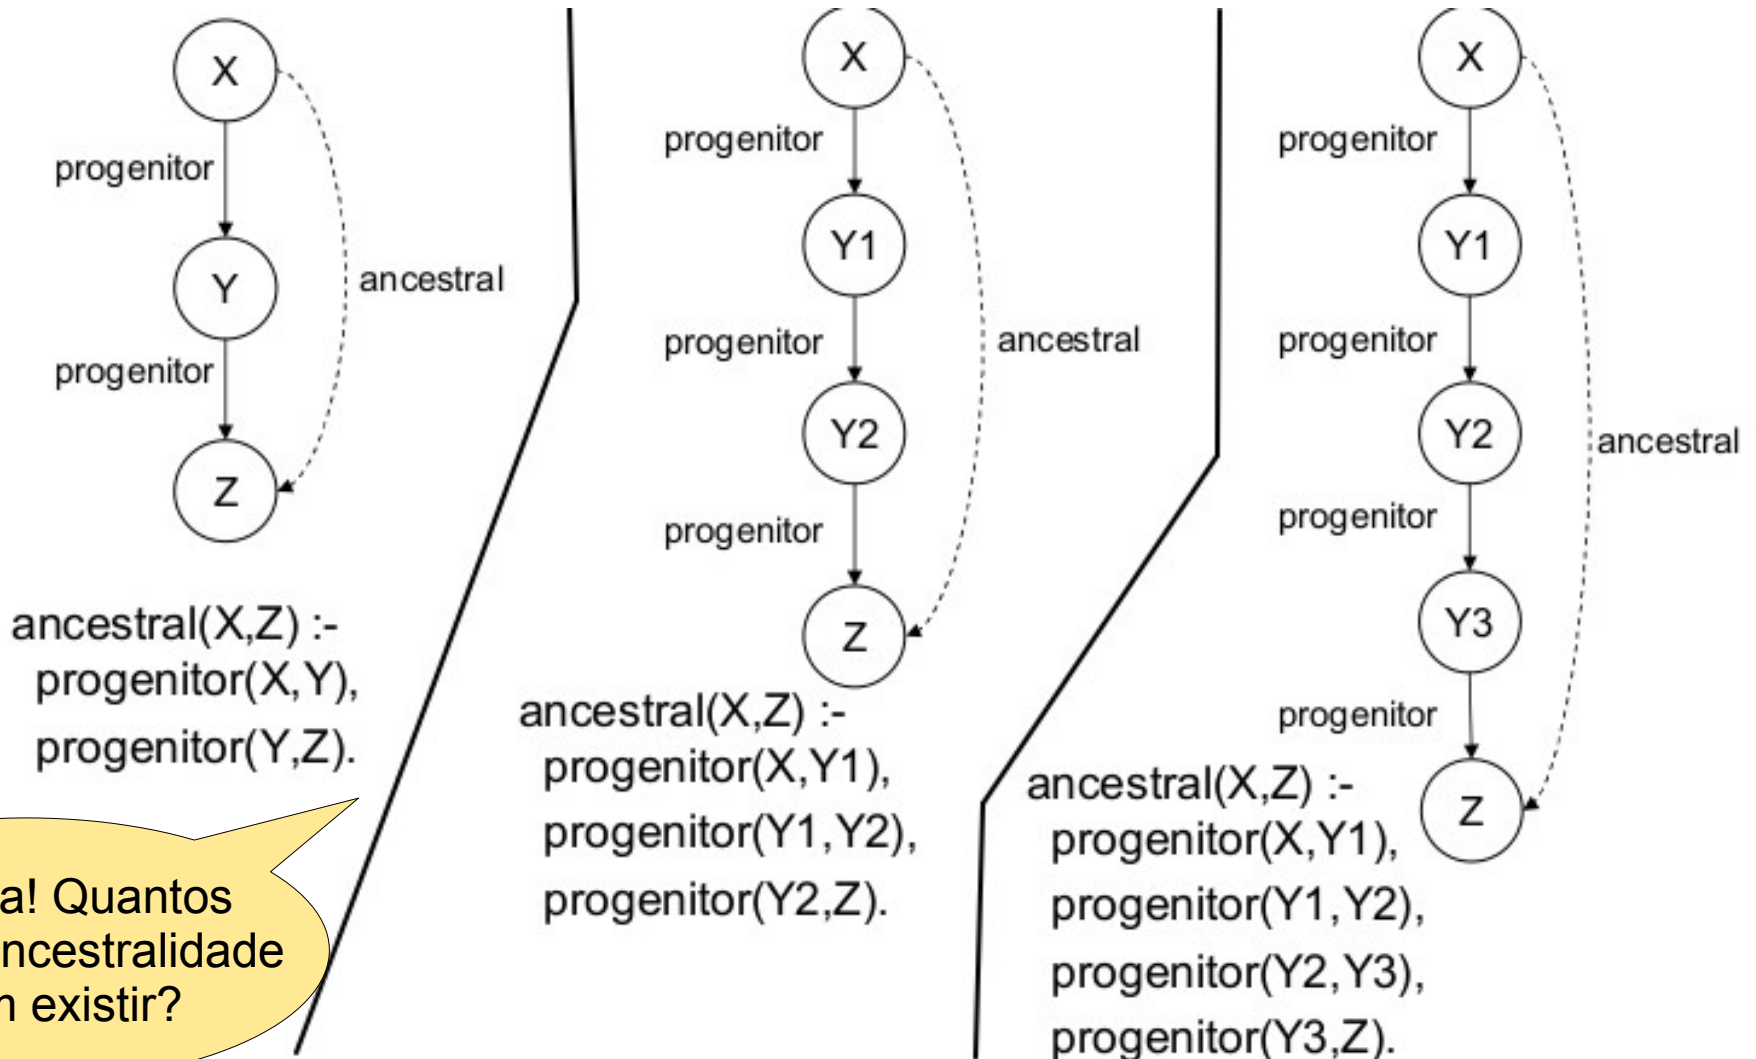 X
progenitor
Y
ancestral
progenitor
Z
ancestral(X,Z) :-
progenitor(X,Y),
progenitor(Y,Z).
a! Quantos
ncestralidade
existir?
X
progenitor
Y1
progenitor
ancestral
Y2
progenitor
Z
ancestral(X,Z) :-
progenitor(X,Y1),
progenitor(Y1,Y2),
progenitor(Y2,Z).
X
progenitor
Y1
progenitor
Y2
ancestral
progenitor
Y3
progenitor
Z
ancestral(X,Z) :-
progenitor(X,Y1),
progenitor(Y1,Y2),
progenitor(Y2,Y3),
progenitor(Y3,Z).